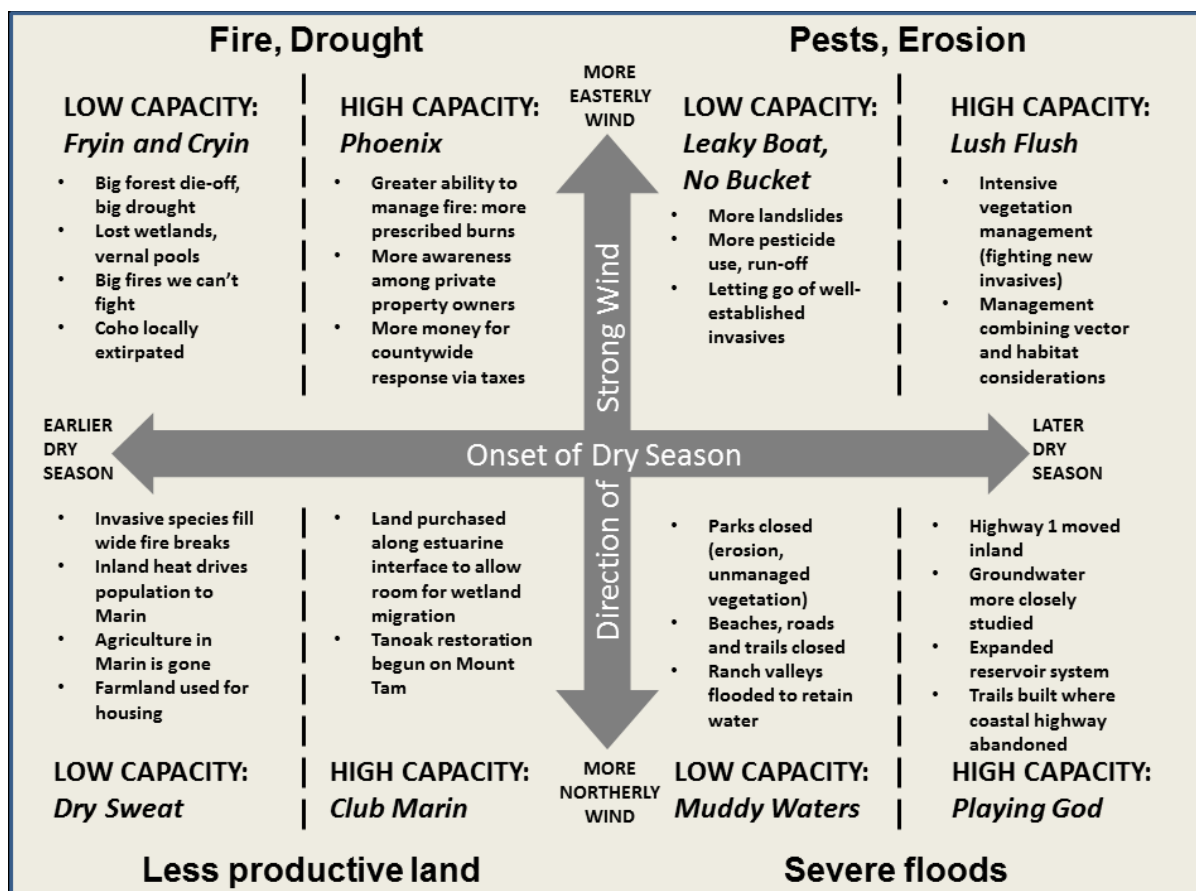 Fire, Drought
Pests, Erosion
LOW CAPACITY:
Fryin and Cryin
• Big forest die-off,
big drought
• Lost wetlands,
vernal pools
• Big fires we can’t
fight
• Coho locally
extirpated
HIGH CAPACITY:
Phoenix
• Greater ability to
manage fire: more
prescribed burns
• More awareness
among private
property owners
• More money for
countywide
response via taxes
MORE
EASTERLY
WIND
LOW CAPACITY:
Leaky Boat,
No Bucket
• More landslides
• More pesticide
use, run-off
• Letting go of well-
established
invasives
HIGH CAPACITY:
Lush Flush
• Intensive
vegetation
management
(fighting new
invasives)
• Management
combining vector
and habitat
considerations
EARLIER
DRY
SEASON
Onset of Dry Season
LATER
DRY
SEASON
Direction of Strong Wind
• Invasive species fill
wide fire breaks
• Inland heat drives
population to
Marin
• Agriculture in
Marin is gone
• Farmland used for
housing
LOW CAPACITY:
Dry Sweat
• Land purchased
along estuarine
interface to allow
room for wetland
migration
• Tanoak restoration
begun on Mount
Tam
HIGH CAPACITY:
Club Marin
MORE
NORTHERLY
WIND
• Parks closed
(erosion,
unmanaged
vegetation)
• Beaches, roads
and trails closed
• Ranch valleys
flooded to retain
water
LOW CAPACITY:
Muddy Waters
• Highway 1 moved
inland
• Groundwater
more closely
studied
• Expanded
reservoir system
• Trails built where
coastal highway
abandoned
HIGH CAPACITY:
Playing God
Less productive land
Severe floods